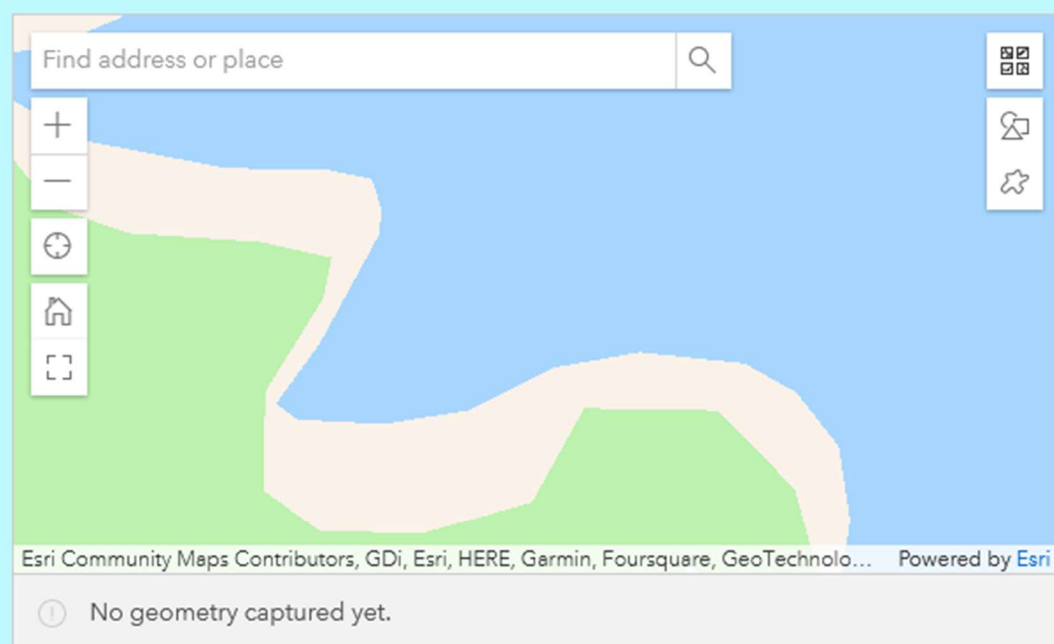 Find address or place
Esri Community Maps Contributors, GDi, Esri, HERE, Garmin, Foursquare, GeoTechnolo... Powered by Esri
No geometry captured yet.